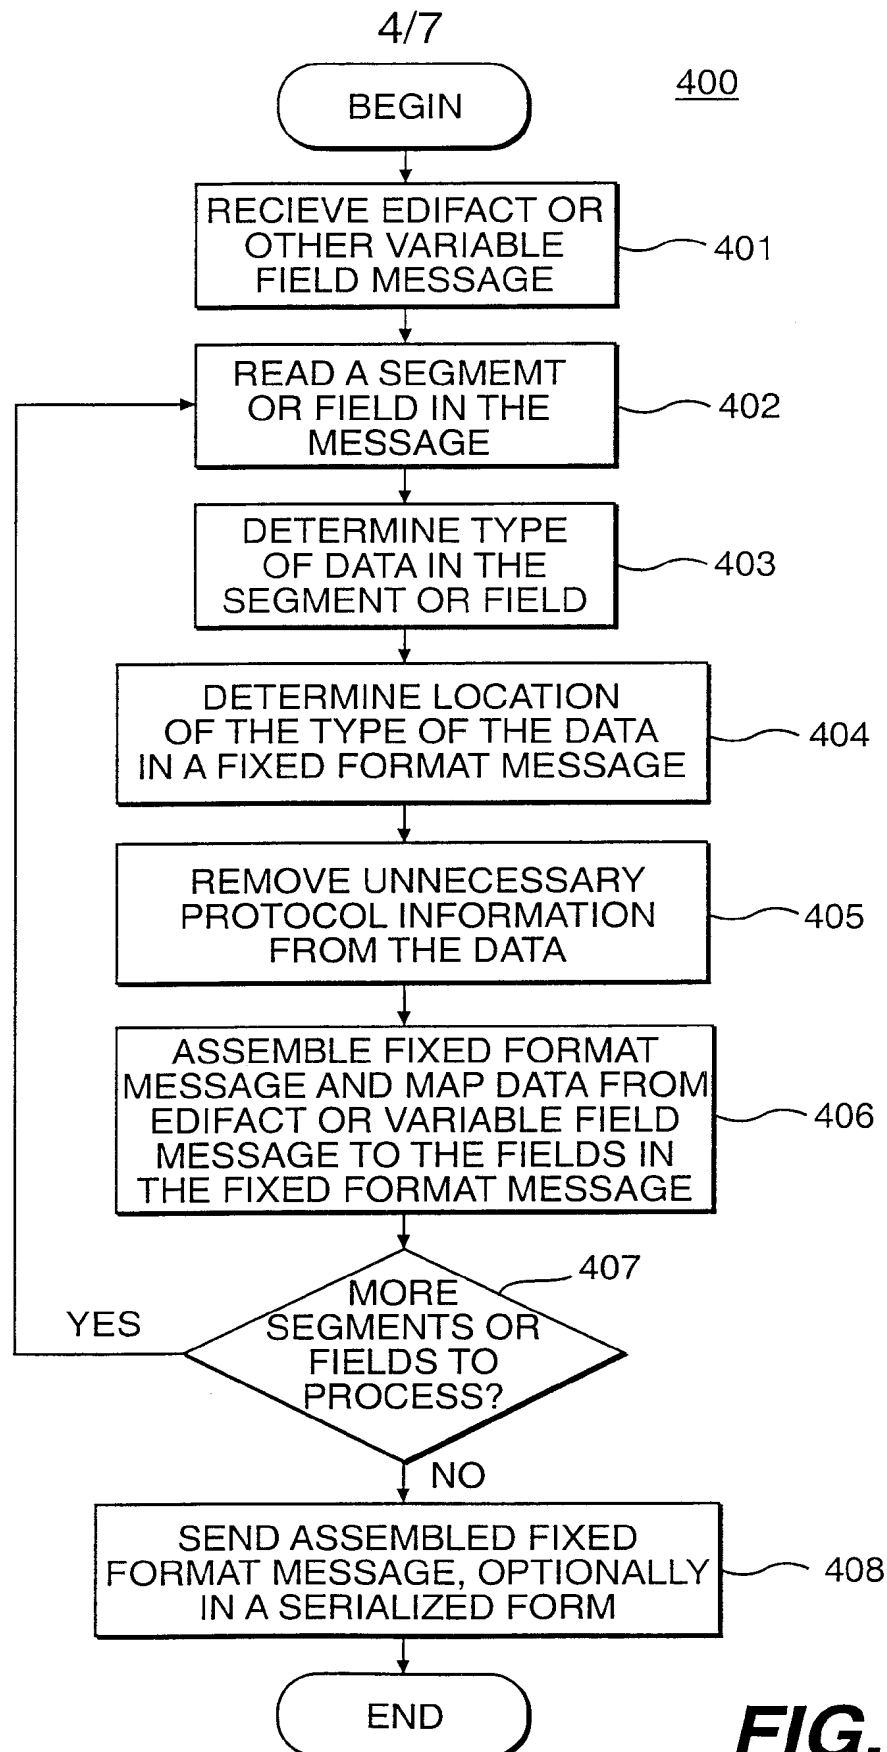 4/7
400
BEGIN
RECIEVE EDIFACT OR
OTHER VARIABLE
FIELD MESSAGE
401
READ A SEGMEMT
OR FIELD IN THE
MESSAGE
402
DETERMINE TYPE
OF DATA IN THE
SEGMENT OR FIELD
403
DETERMINE LOCATION
OF THE TYPE OF THE DATA
IN A FIXED FORMAT MESSAGE
404
REMOVE UNNECESSARY
PROTOCOL INFORMATION
FROM THE DATA
405
ASSEMBLE FIXED FORMAT
MESSAGE AND MAP DATA FROM
EDIFACT OR VARIABLE FIELD
MESSAGE TO THE FIELDS IN
THE FIXED FORMAT MESSAGE
406
407
MORE
SEGMENTS OR
FIELDS TO
PROCESS?
YES
NO
SEND ASSEMBLED FIXED
FORMAT MESSAGE, OPTIONALLY
IN A SERIALIZED FORM
408
END
FIG.